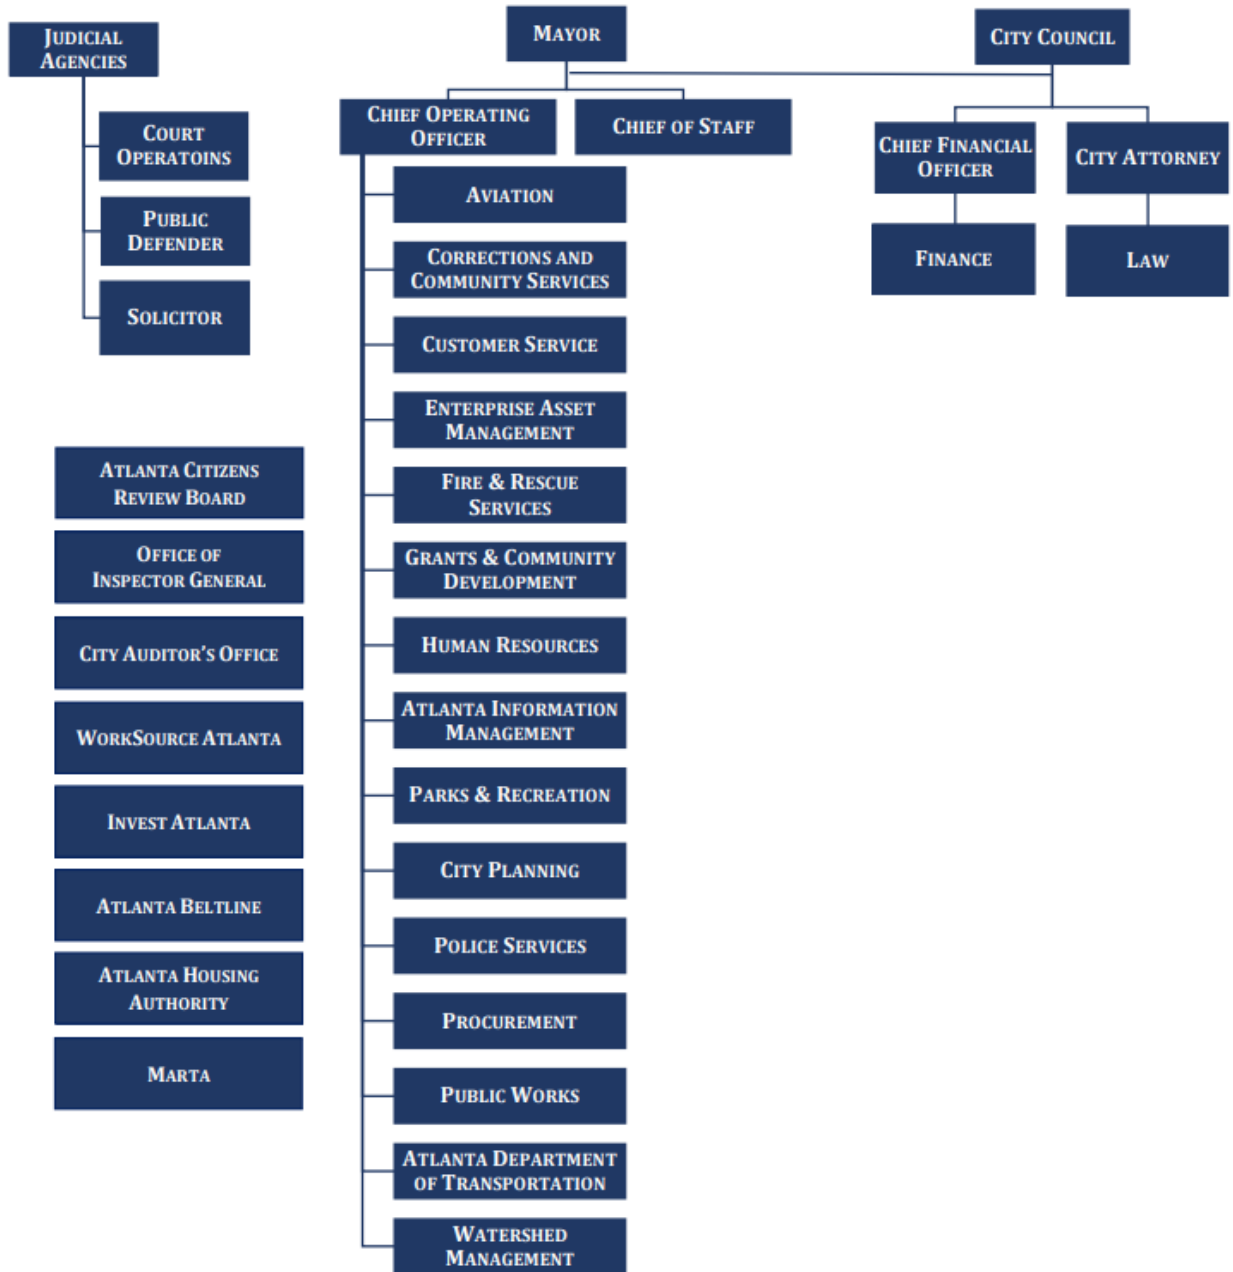 JUDICIAL
AGENCIES
COURT
OPERATOINS
PUBLIC
DEFENDER
SOLICITOR
ATLANTA CITIZENS
REVIEW BOARD
OFFICE OF
INSPECTOR GENERAL
CITY AUDITOR'S OFFICE
WORKSOURCE ATLANTA
INVEST ATLANTA
ATLANTA BELTLINE
ATLANTA HOUSING
AUTHORITY
MARTA
MAYOR
CHIEF OPERATING
OFFICER
CHIEF OF STAFF
AVIATION
CORRECTIONS AND
COMMUNITY SERVICES
CUSTOMER SERVICE
ENTERPRISE ASSET
MANAGEMENT
FIRE & RESCUE
SERVICES
GRANTS & COMMUNITY
DEVELOPMENT
HUMAN RESOURCES
ATLANTA INFORMATION
MANAGEMENT
PARKS & RECREATION
CITY PLANNING
POLICE SERVICES
PROCUREMENT
PUBLIC WORKS
ATLANTA DEPARTMENT
OF TRANSPORTATION
WATERSHED
MANAGEMENT
CITY COUNCIL
CHIEF FINANCIAL
OFFICER
FINANCE
CITY ATTORNEY
LAW